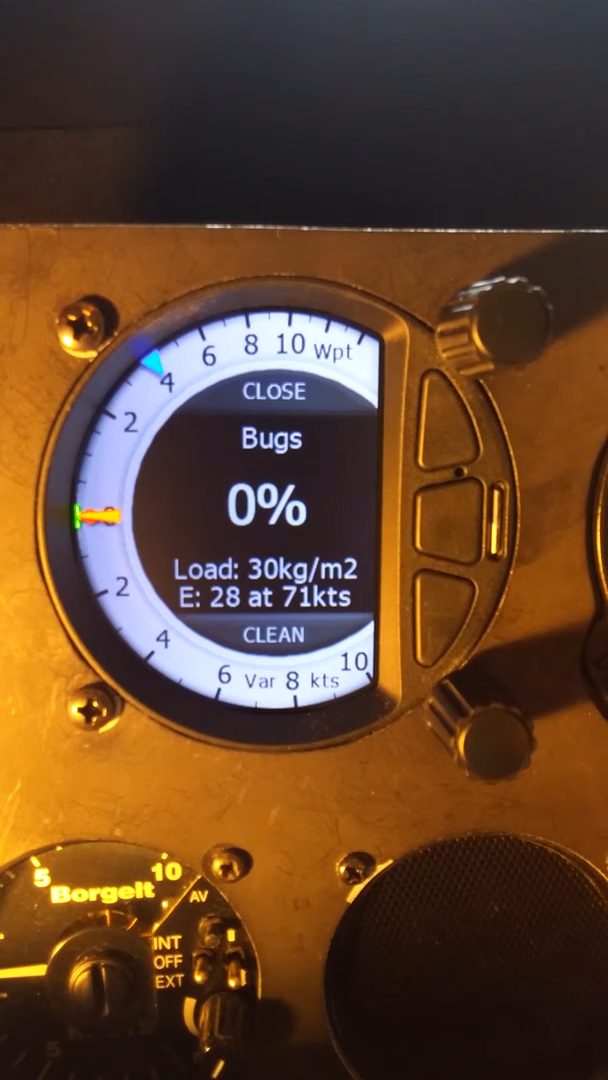 6 8 10 Wpt
4
2
CLOSE
Bugs
0%
Load: 30kg/m2
E: 28 at 71kts
CLEAN
2
4
6 Var 8 kts 10
5 10
Borgelt
AV
INT
OFF
EXT